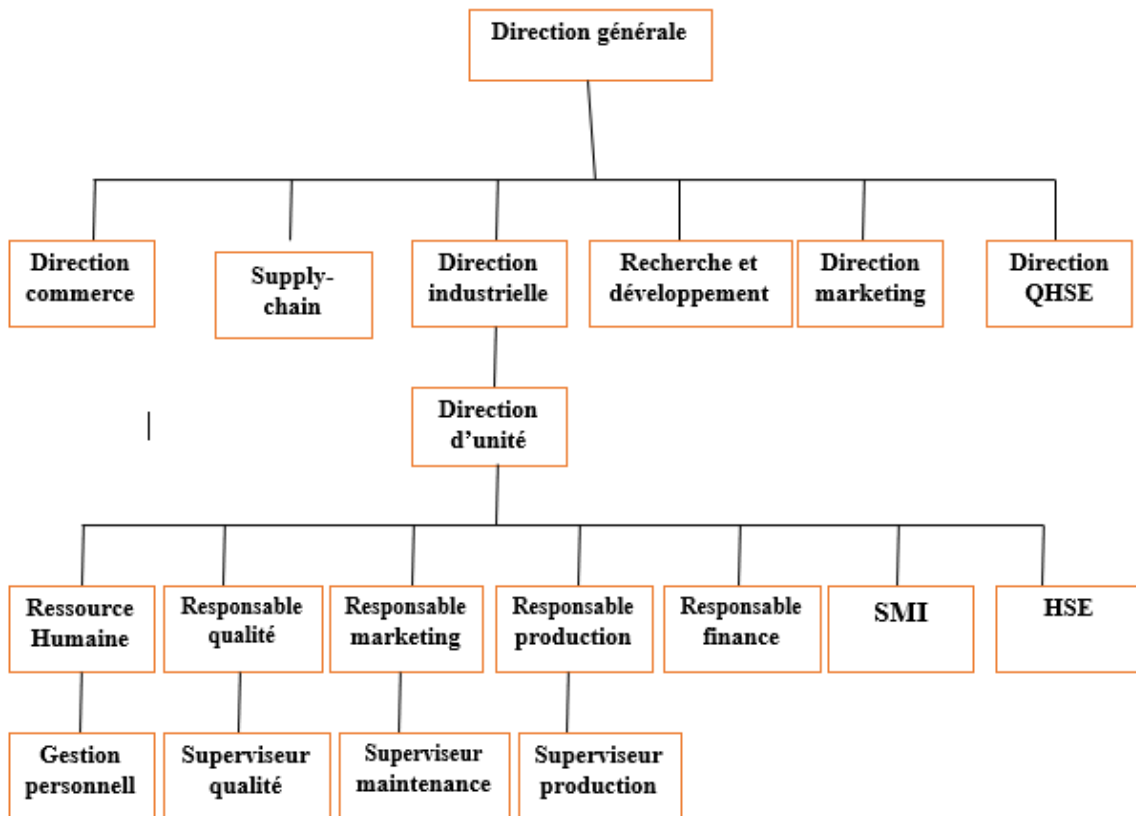 Direction générale
Direction
commerce
Supply-
chain
Direction
industrielle
Recherche et
développement
Direction
marketing
Direction
QHSE
Direction
d’unité
Ressource
Humaine
Responsable
qualité
Responsable
marketing
Responsable
production
Responsable
finance
SMI
HSE
Gestion
personnell
Superviseur
qualité
Superviseur
maintenance
Superviseur
production